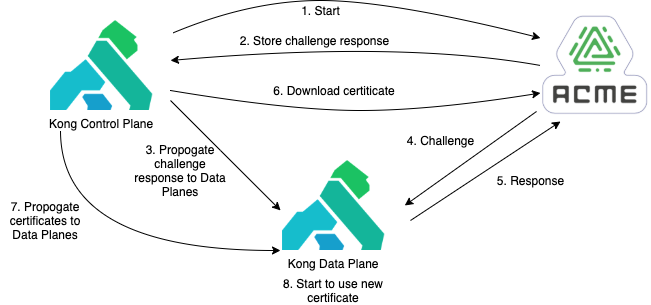 1. Start
2. Store challenge response
ACME
6. Download certiticate
Kong Control Plane
3. Propogate
challenge
response to Data
Planes
4. Challenge
5. Response
7. Propogate
certificates to
Data Planes
Kong Data Plane
8. Start to use new
certificate